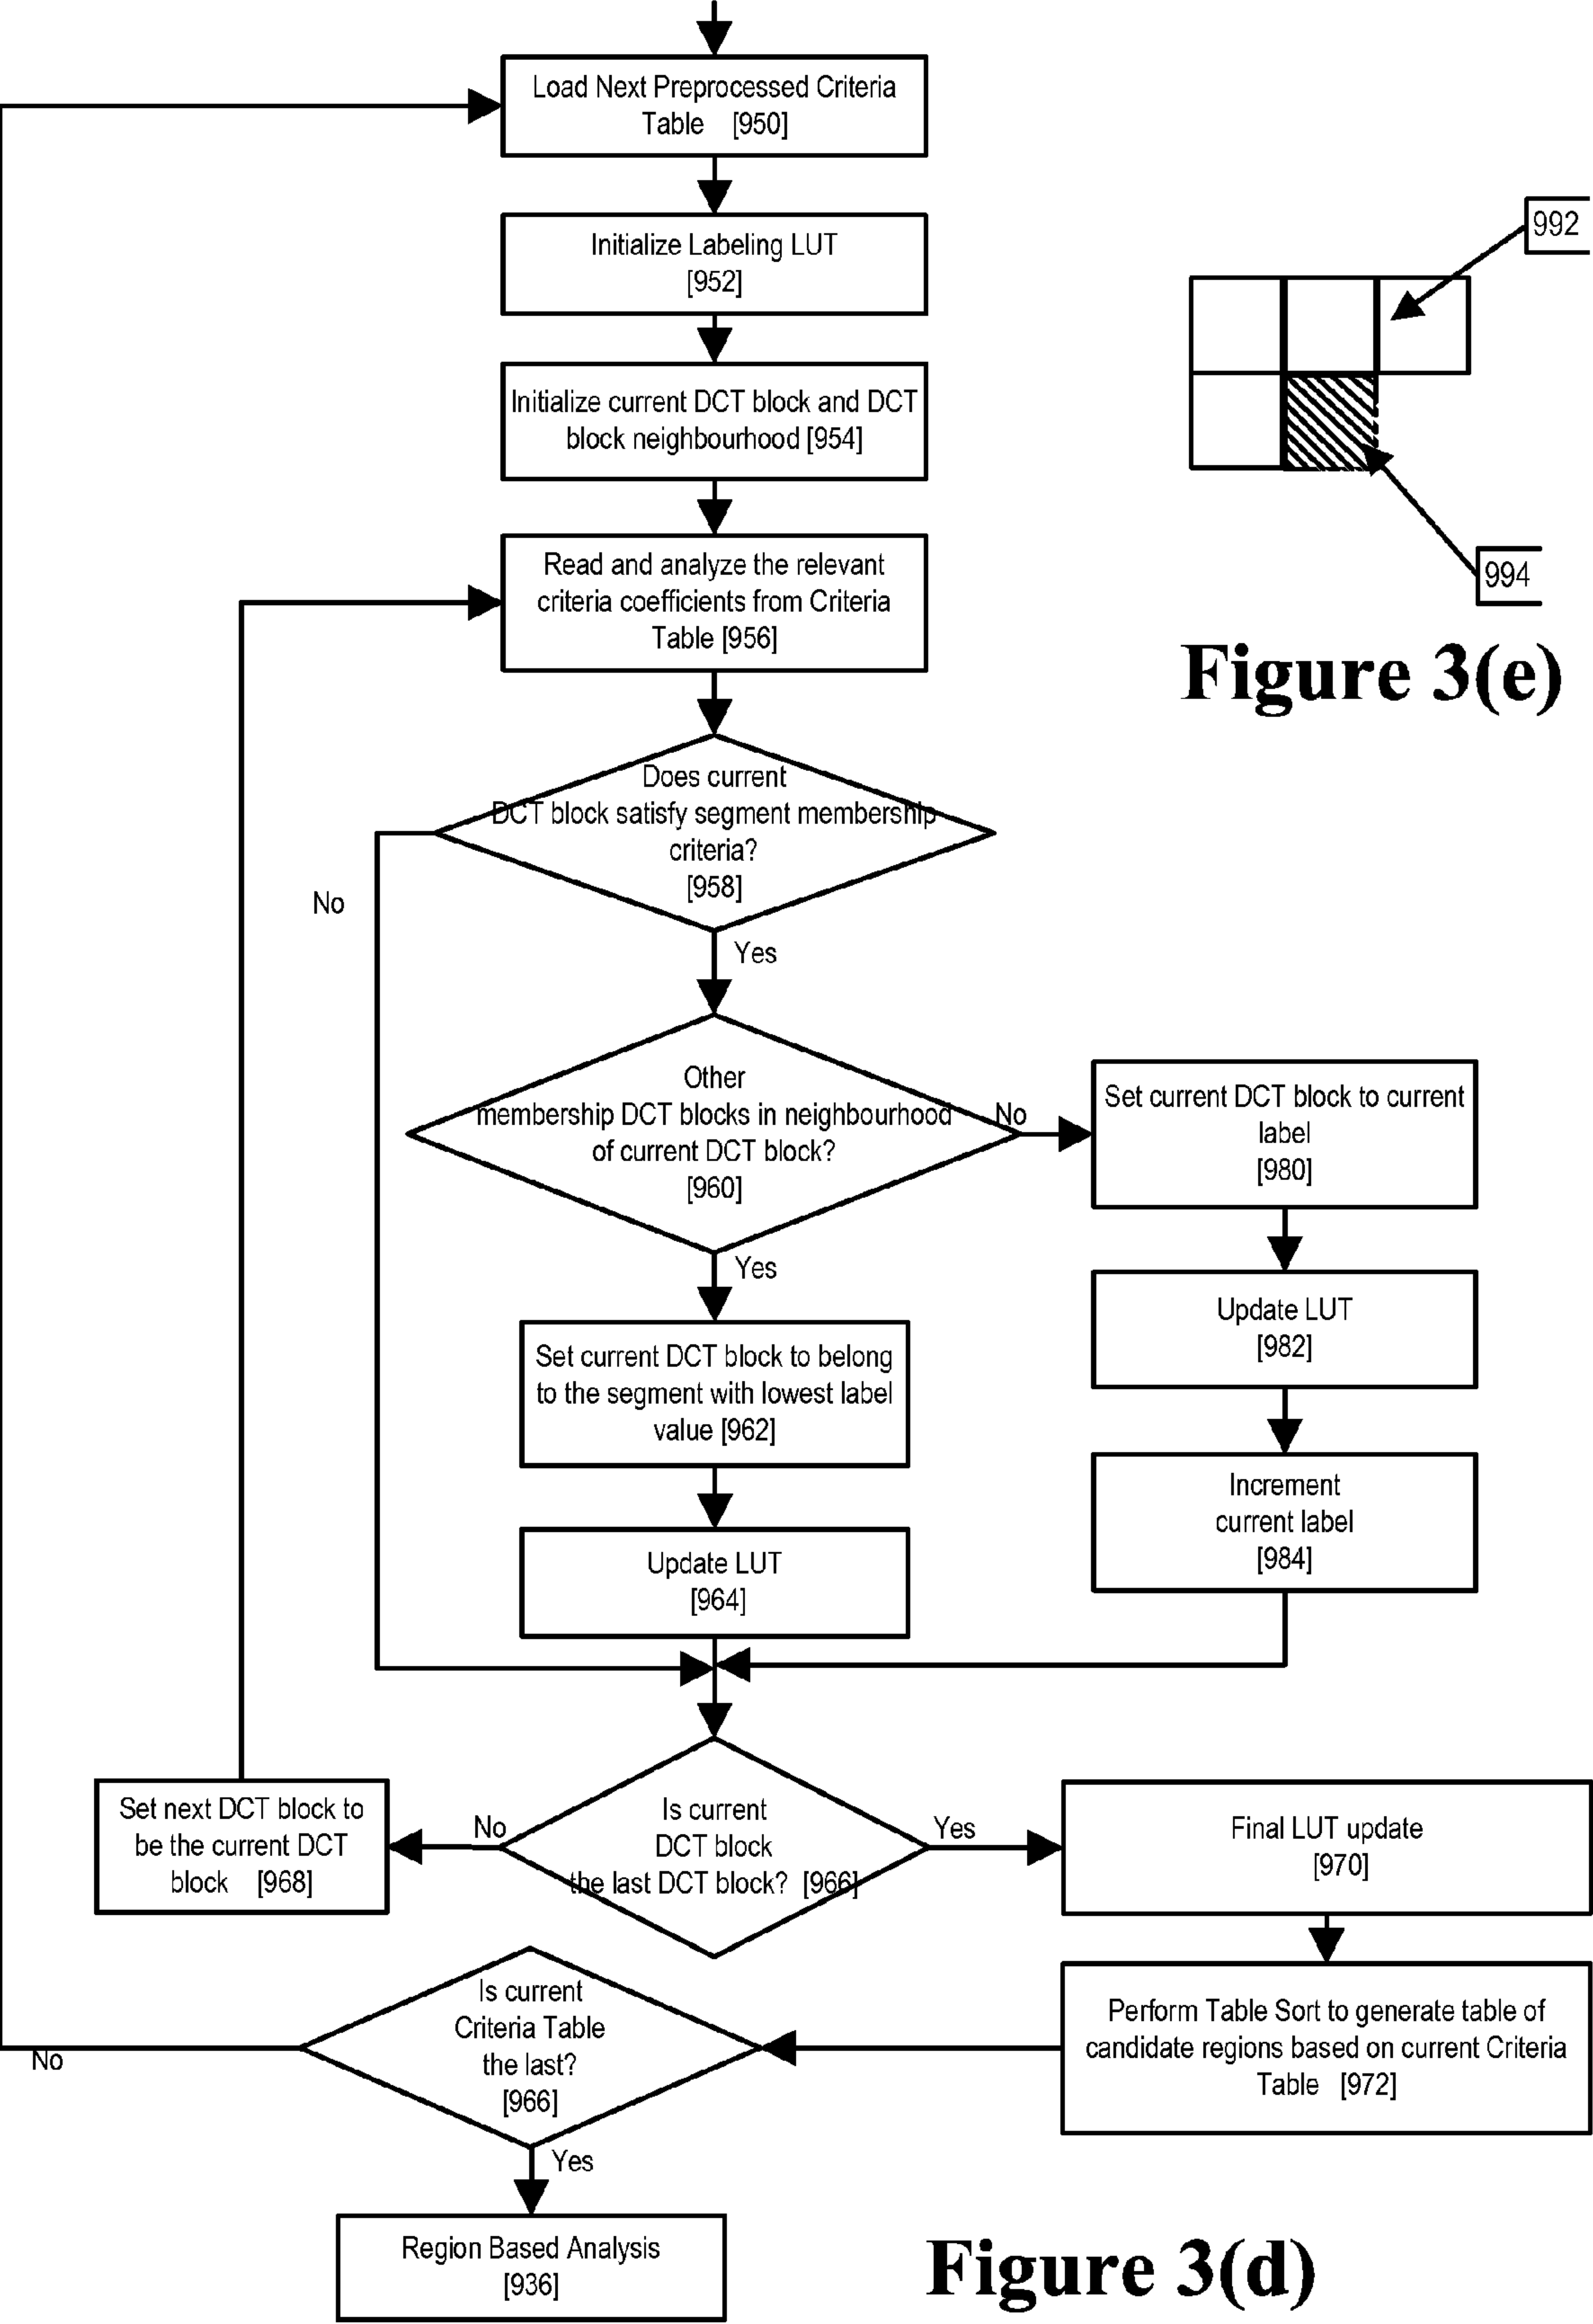 Load Next Preprocessed Criteria
Table [950]
Initialize Labeling LUT
[952]
992
Initialize current DCT block and DCT
block neighbourhood [954]
Read and analyze the relevant
criteria coefficients from Criteria
Table [956]
994
Figure 3(e)
Does current
DCT block satisfy segment membership
criteria?
[958]
No
Yes
Other
membership DCT blocks in neighbourhood
of current DCT block?
[960]
No
Set current DCT block to current
label
[980]
Yes
Update LUT
[982]
Set current DCT block to belong
to the segment with lowest label
value [962]
Increment
current label
[984]
Update LUT
[964]
Set next DCT block to
be the current DCT
block [968]
No
Is current
DCT block
the last DCT block? [966]
Yes
Final LUT update
[970]
Is current
Criteria Table
the last?
[966]
No
Perform Table Sort to generate table of
candidate regions based on current Criteria
Table [972]
Yes
Region Based Analysis
[936]
Figure 3(d)